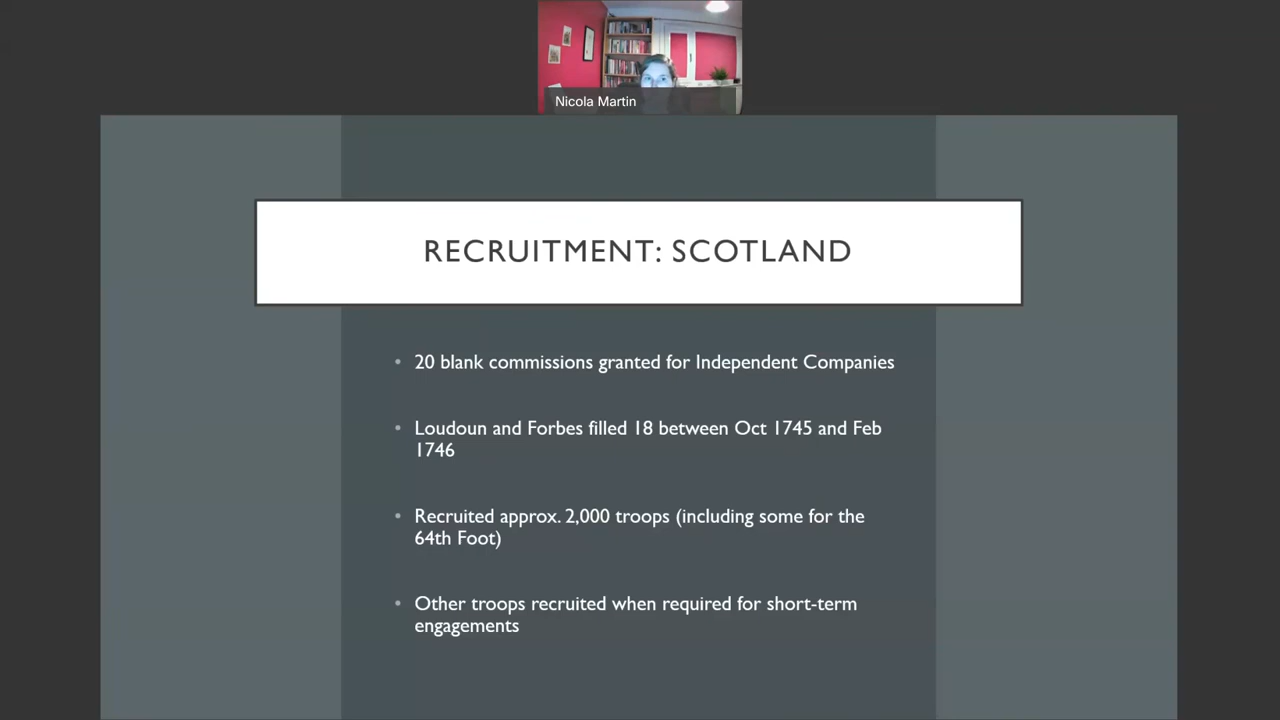 Nicola Martin
RECRUITMENT: SCOTLAND
• 20 blank commissions granted for Independent Companies
• Loudoun and Forbes filled 18 between Oct 1745 and Feb
1746
• Recruited approx. 2,000 troops (including some for the
64th Foot)
• Other troops recruited when required for short-term
engagements